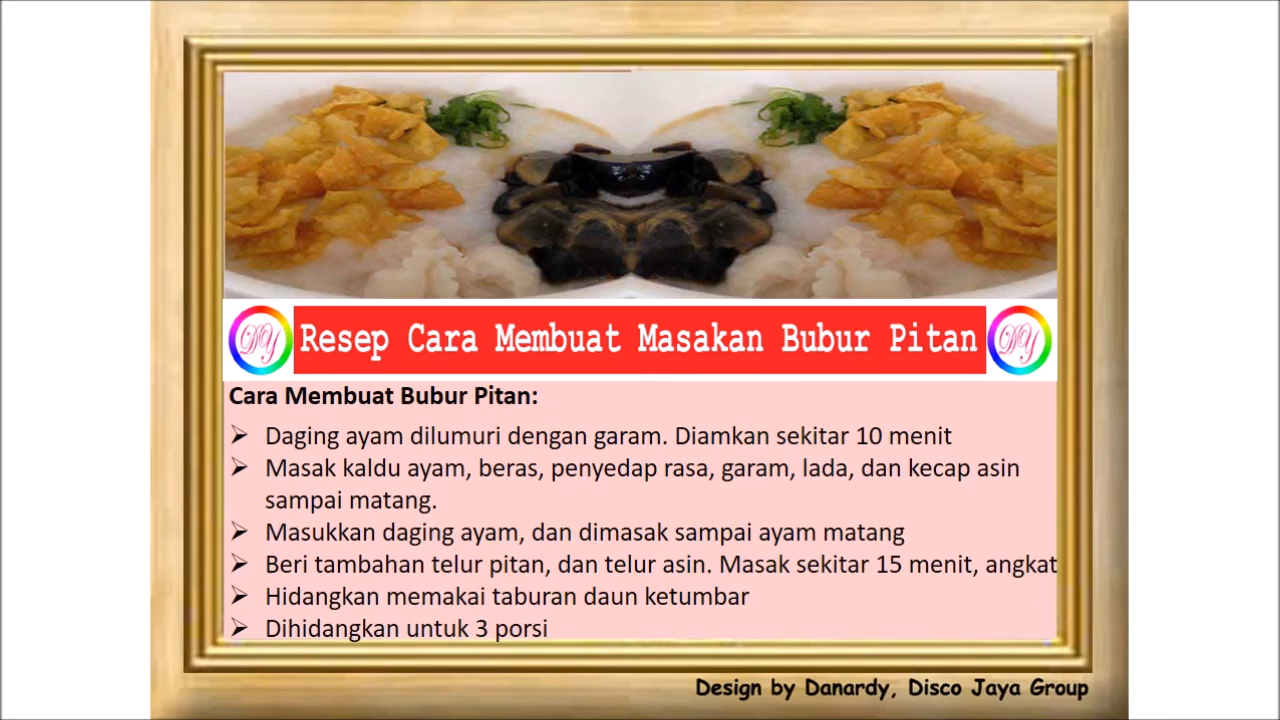 DY
Resep Cara Membuat Masakan Bubur Pitan
DY
Cara Membuat Bubur Pitan:
➢ Daging ayam dilumuri dengan garam. Diamkan sekitar 10 menit
➢ Masak kaldu ayam, beras, penyedap rasa, garam, lada, dan kecap asin
sampai matang.
➢ Masukkan daging ayam, dan dimasak sampai ayam matang
➢ Beri tambahan telur pitan, dan telur asin. Masak sekitar 15 menit, angkat
➢ Hidangkan memakai taburan daun ketumbar
➢ Dihidangkan untuk 3 porsi
Design by Danardy, Disco Jaya Group